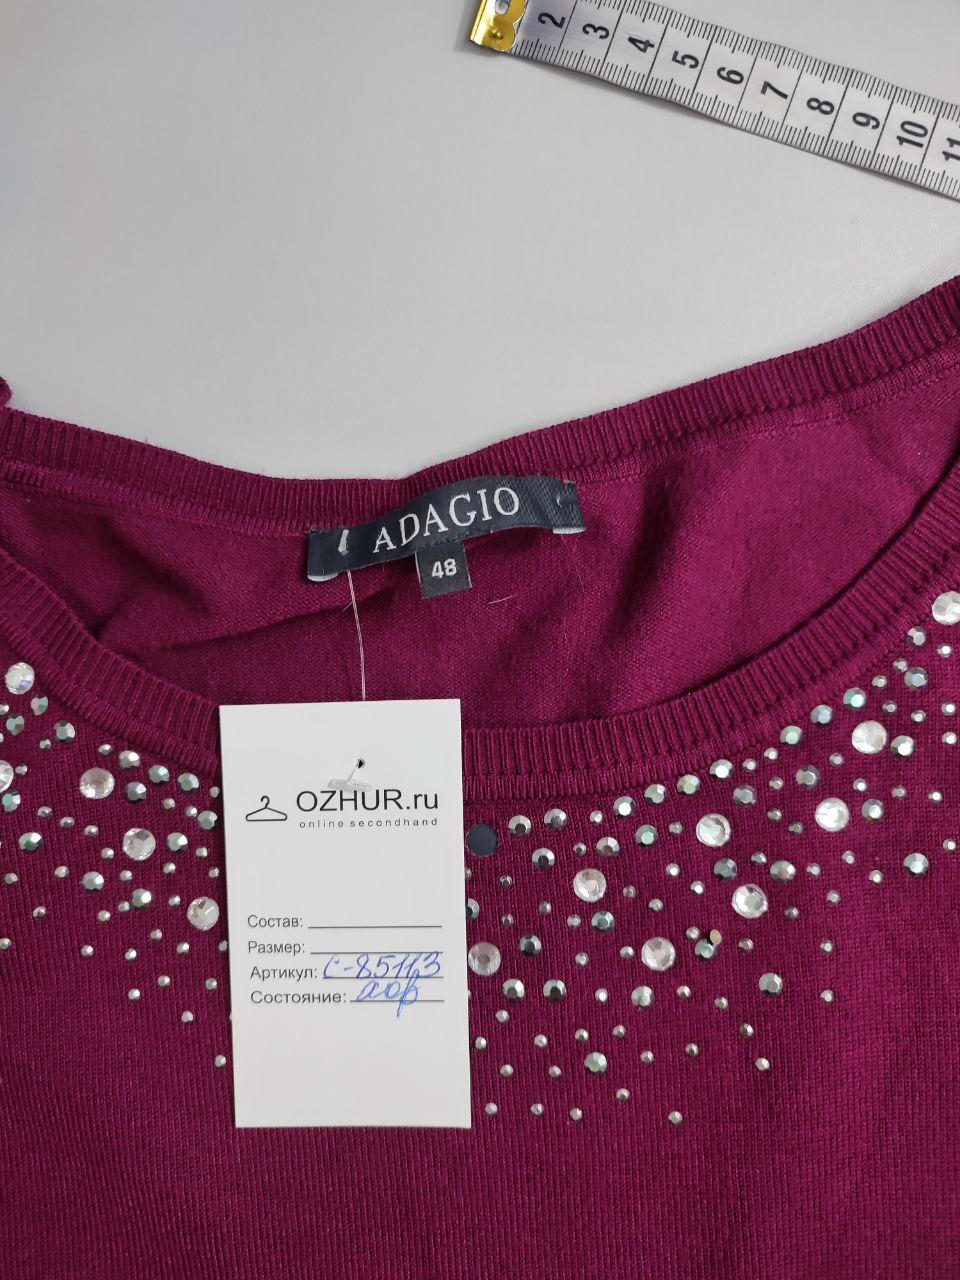 2 3 4 5 6 7 8 9 10 11
ADAGIO
48
OZHUR.ru
online secondhand
Состав:
Размер:
Артикул: С-85113
Состояние: хор